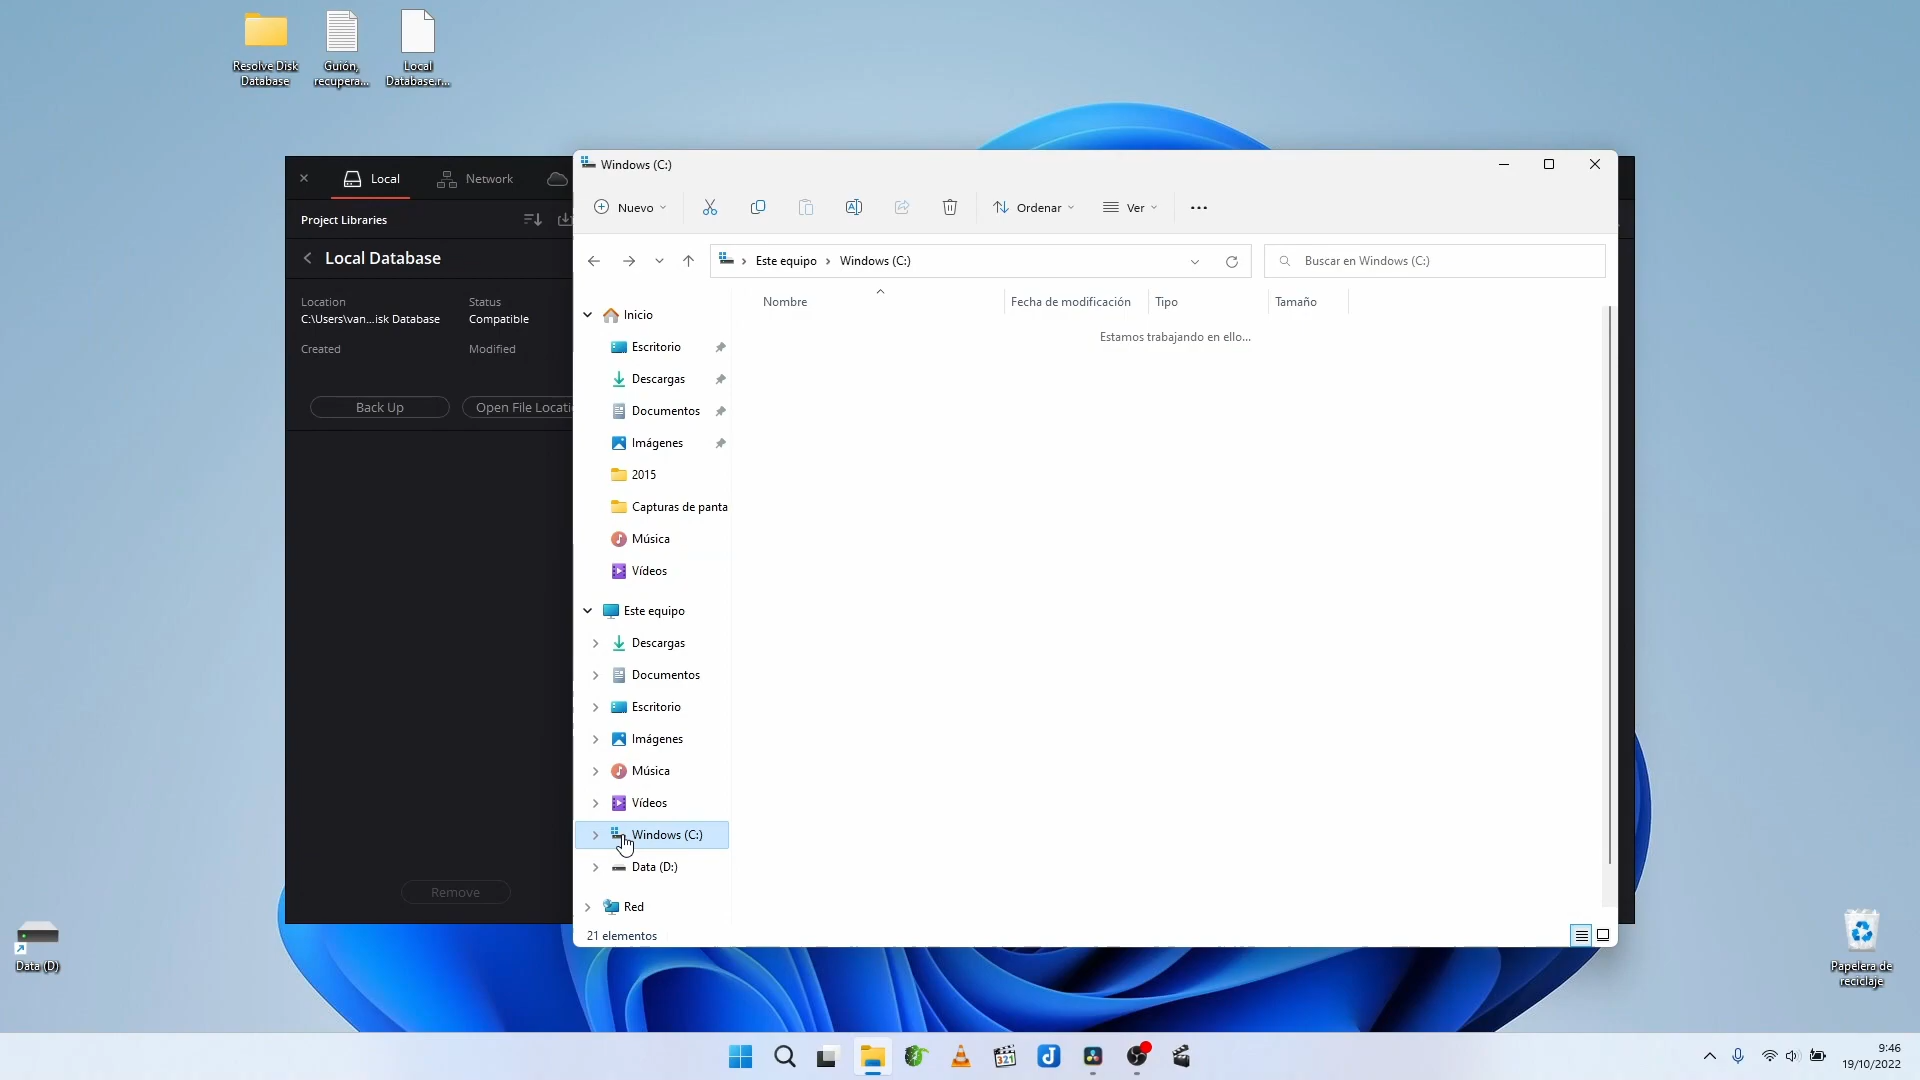 Resolve Disk
Database
Guión,
recupera...
Local
Database.r...
Local
Network
Project Libraries
Local Database
Location
C:\Users\van...isk Database
Status
Compatible
Created
Modified
Back Up
Open File Locati
Remove
Windows (C:)
Nuevo
Ordenar
Ver
Este equipo
Windows (C:)
Buscar en Windows (C:)
Nombre
Fecha de modificación
Tipo
Tamaño
Estamos trabajando en ello...
Inicio
Escritorio
Descargas
Documentos
Imágenes
2015
Capturas de panta
Música
Vídeos
Este equipo
Descargas
Documentos
Escritorio
Imágenes
Música
Vídeos
Windows (C:)
Data (D:)
Red
21 elementos
Data (D)
Papelera de
reciclaje
321
J
9:46
19/10/2022